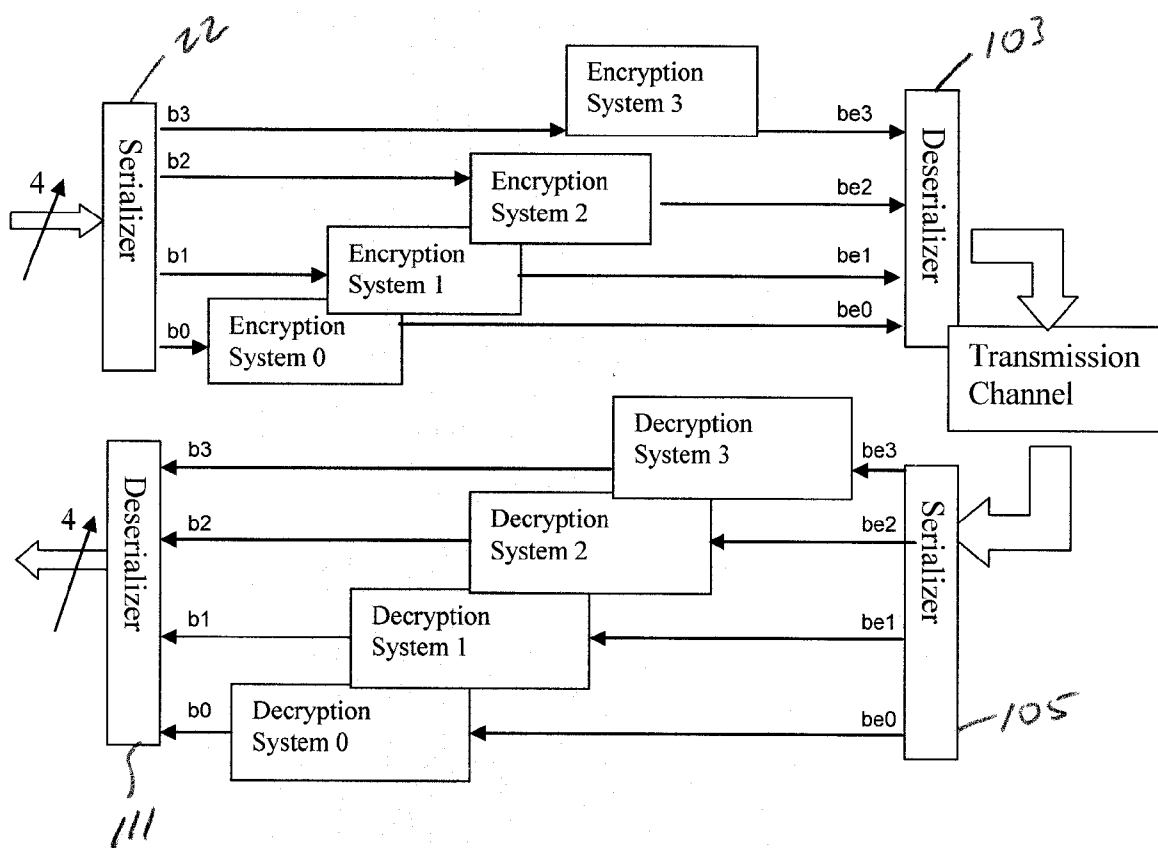 22
103
Encryption
System 3
b3
be3
Serializer
Deserializer
b2
Encryption
System 2
be2
4
b1
Encryption
System 1
be1
b0
Encryption
System 0
be0
Transmission
Channel
Decryption
System 3
b3
be3
Deserializer
Serializer
b2
Decryption
System 2
be2
4
b1
Decryption
System 1
be1
b0
Decryption
System 0
be0
105
111